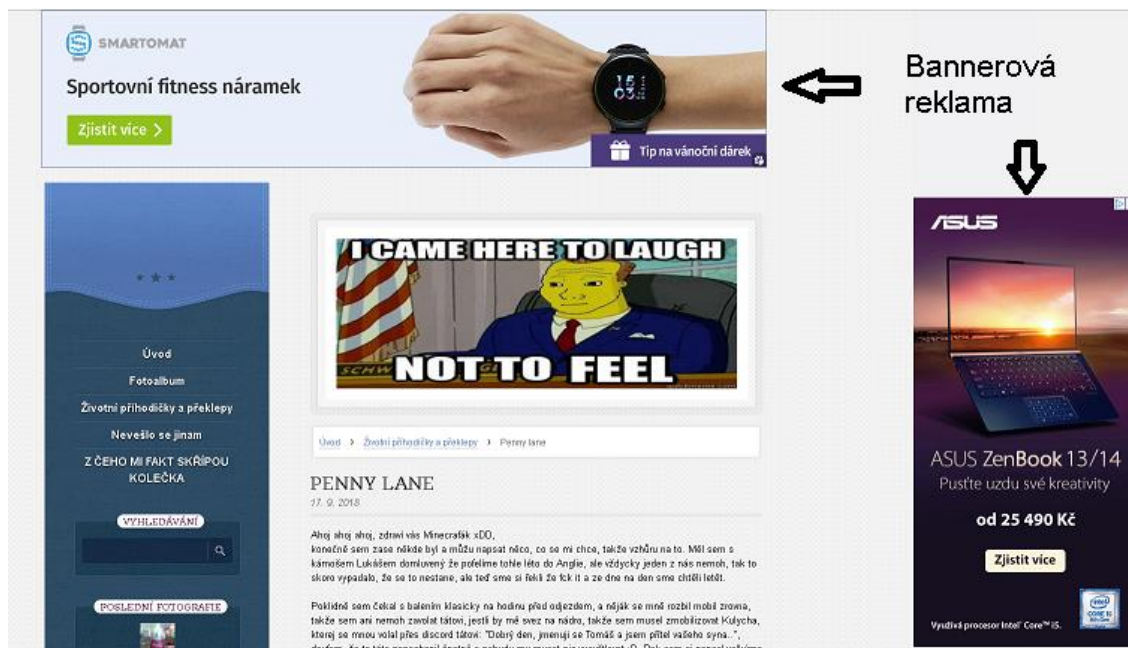 SMARTOMAT
Sportovní fitness náramek
Zjistit více
Tip na vánoční dárek
Bannerová
reklama
I CAME HERE TO LAUGH
NOT TO FEEL
Úvod
Fotoalbum
Životní příhodičky a překlepy
Nevešlo se jinam
Z ČEHO MI FAKT SKŘÍPOU
KOLEČKA
VYHLEDÁVÁNÍ
POSLEDNÍ FOTOGRAFIE
Úvod > Životní příhodičky a překlepy > Penny lane
PENNY LANE
17. 9. 2018
Ahoj ahoj ahoj, zdraví vás Minecrafák :xDD,
konečně sem zase někde byl a můžu napsat něco, co se mi chce, takže vzhůru na to. Měl sem s
kámošem Lukášem domluvený že pofelíme tohle léto do Anglie, ale vždycky jeden z nás nemoh, tak to
skoro vypadalo, že se to nestane, ale teď sme si řekli že fck it a ze dne na den sme chtěli letět.
Poklidně sem čekal s balením klasicky na hodinu před odjezdem, a néják se mně rozbil mobil zrovna,
takže sem ani nemoh zavolat tátovi, jestli by mě svez na nádro, takže sem musel zmobilizovat Kulycha,
kterej se mnou volal přes discord tátovi: "Dobrý den, jmenuji se Tomáš a jsem přítel vašeho syna..",
ASUS
ASUS ZenBook 13/14
Pusťte uzdu své kreativity
od 25 490 Kč
Zjistit více
Využívá procesor Intel® Core™ i5.
intel
CORE i5